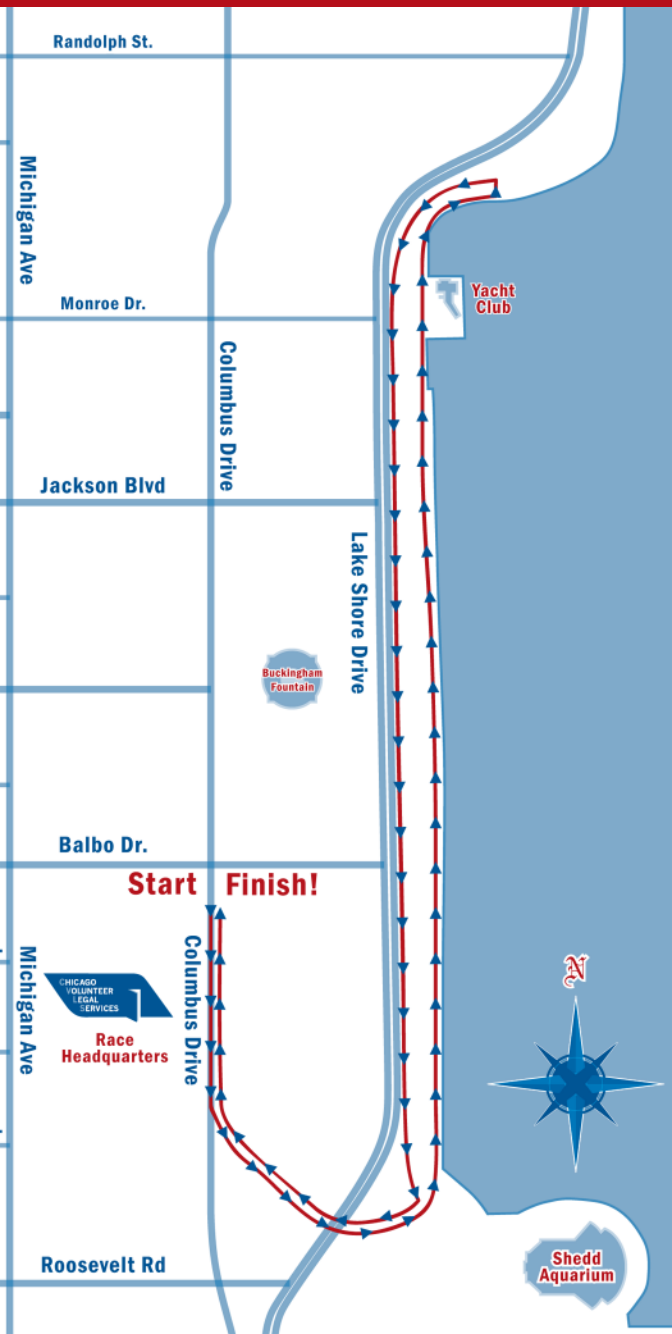 Randolph St.
Michigan Ave
Yacht
Club
Monroe Dr.
Columbus Drive
Jackson Blvd
Lake Shore Drive
Buckingham
Fountain
Balbo Dr.
Start Finish!
Columbus Drive
Michigan Ave
CHICAGO
VOLUNTEER
LEGAL
SERVICES
Race
Headquarters
N
Roosevelt Rd
Shedd
Aquarium